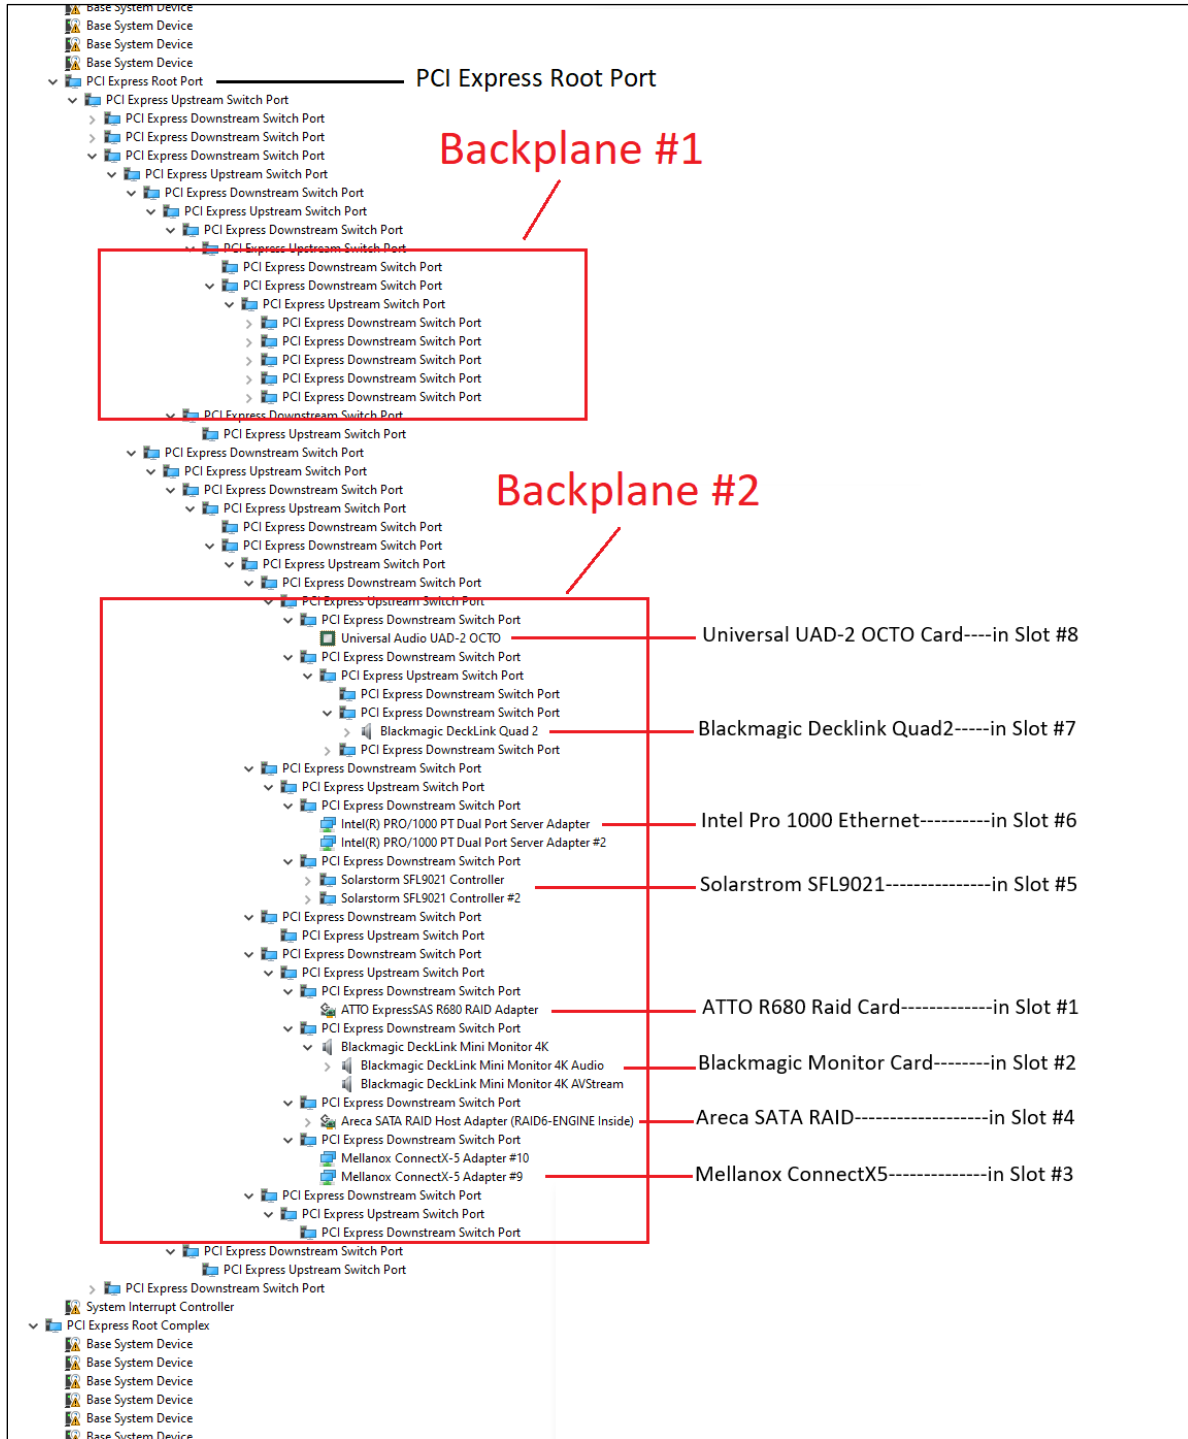 Base System Device
Base System Device
Base System Device
Base System Device
PCI Express Root Port PCI Express Root Port
PCI Express Upstream Switch Port
PCI Express Downstream Switch Port
PCI Express Downstream Switch Port
PCI Express Downstream Switch Port
Backplane #1
PCI Express Upstream Switch Port
PCI Express Downstream Switch Port
PCI Express Upstream Switch Port
PCI Express Downstream Switch Port
PCI Express Upstream Switch Port
PCI Express Downstream Switch Port
PCI Express Downstream Switch Port
PCI Express Upstream Switch Port
PCI Express Downstream Switch Port
PCI Express Downstream Switch Port
PCI Express Downstream Switch Port
PCI Express Downstream Switch Port
PCI Express Downstream Switch Port
PCI Express Downstream Switch Port
PCI Express Upstream Switch Port
PCI Express Downstream Switch Port
PCI Express Upstream Switch Port
PCI Express Downstream Switch Port
Backplane #2
PCI Express Upstream Switch Port
PCI Express Downstream Switch Port
PCI Express Downstream Switch Port
PCI Express Upstream Switch Port
PCI Express Downstream Switch Port
PCI Express Upstream Switch Port
PCI Express Downstream Switch Port
Universal Audio UAD-2 OCTO Universal UAD-2 OCTO Card----in Slot #8
PCI Express Downstream Switch Port
PCI Express Upstream Switch Port
PCI Express Downstream Switch Port
PCI Express Downstream Switch Port
Blackmagic DeckLink Quad 2 Blackmagic Decklink Quad2-----in Slot #7
PCI Express Downstream Switch Port
PCI Express Downstream Switch Port
PCI Express Upstream Switch Port
PCI Express Downstream Switch Port
Intel(R) PRO/1000 PT Dual Port Server Adapter Intel Pro 1000 Ethernet----------in Slot #6
Intel(R) PRO/1000 PT Dual Port Server Adapter #2
PCI Express Downstream Switch Port
Solarstorm SFL9021 Controller Solarstrom SFL9021---------------in Slot #5
Solarstorm SFL9021 Controller #2
PCI Express Downstream Switch Port
PCI Express Upstream Switch Port
PCI Express Downstream Switch Port
PCI Express Upstream Switch Port
PCI Express Downstream Switch Port
ATTO ExpressSAS R680 RAID Adapter ATTO R680 Raid Card-------------in Slot #1
PCI Express Downstream Switch Port
Blackmagic DeckLink Mini Monitor 4K
Blackmagic DeckLink Mini Monitor 4K Audio Blackmagic Monitor Card--------in Slot #2
Blackmagic DeckLink Mini Monitor 4K AVStream
PCI Express Downstream Switch Port
Areca SATA RAID Host Adapter (RAID6-ENGINE Inside) Areca SATA RAID-------------------in Slot #4
PCI Express Downstream Switch Port
Mellanox ConnectX-5 Adapter #10
Mellanox ConnectX-5 Adapter #9 Mellanox ConnectX5--------------in Slot #3
PCI Express Downstream Switch Port
PCI Express Upstream Switch Port
PCI Express Downstream Switch Port
PCI Express Downstream Switch Port
PCI Express Upstream Switch Port
PCI Express Downstream Switch Port
System Interrupt Controller
PCI Express Root Complex
Base System Device
Base System Device
Base System Device
Base System Device
Base System Device
Base System Device